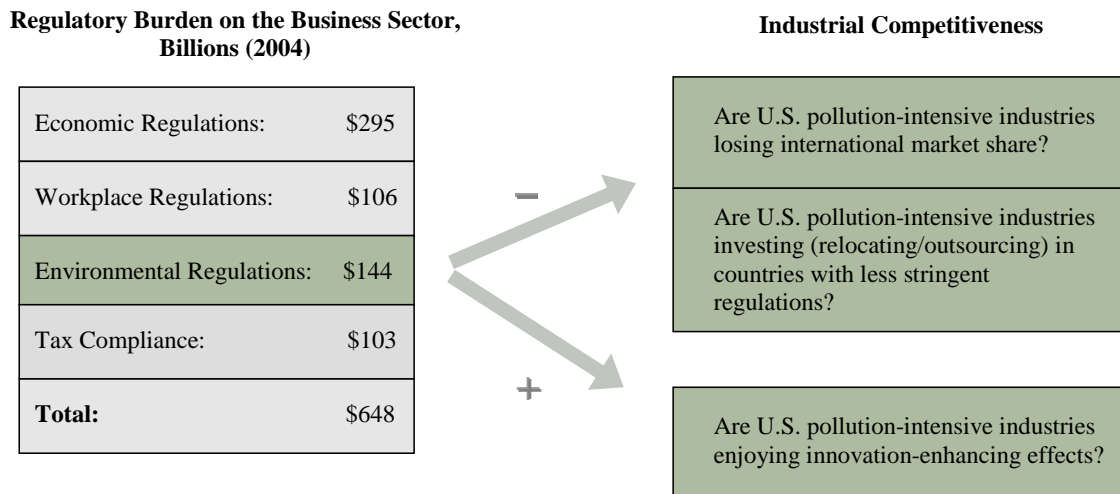 Regulatory Burden on the Business Sector,
Billions (2004)
Economic Regulations: $295
Workplace Regulations: $106
Environmental Regulations: $144
Tax Compliance: $103
Total: $648
–
+
Industrial Competitiveness
Are U.S. pollution-intensive industries
losing international market share?
Are U.S. pollution-intensive industries
investing (relocating/outsourcing) in
countries with less stringent
regulations?
Are U.S. pollution-intensive industries
enjoying innovation-enhancing effects?